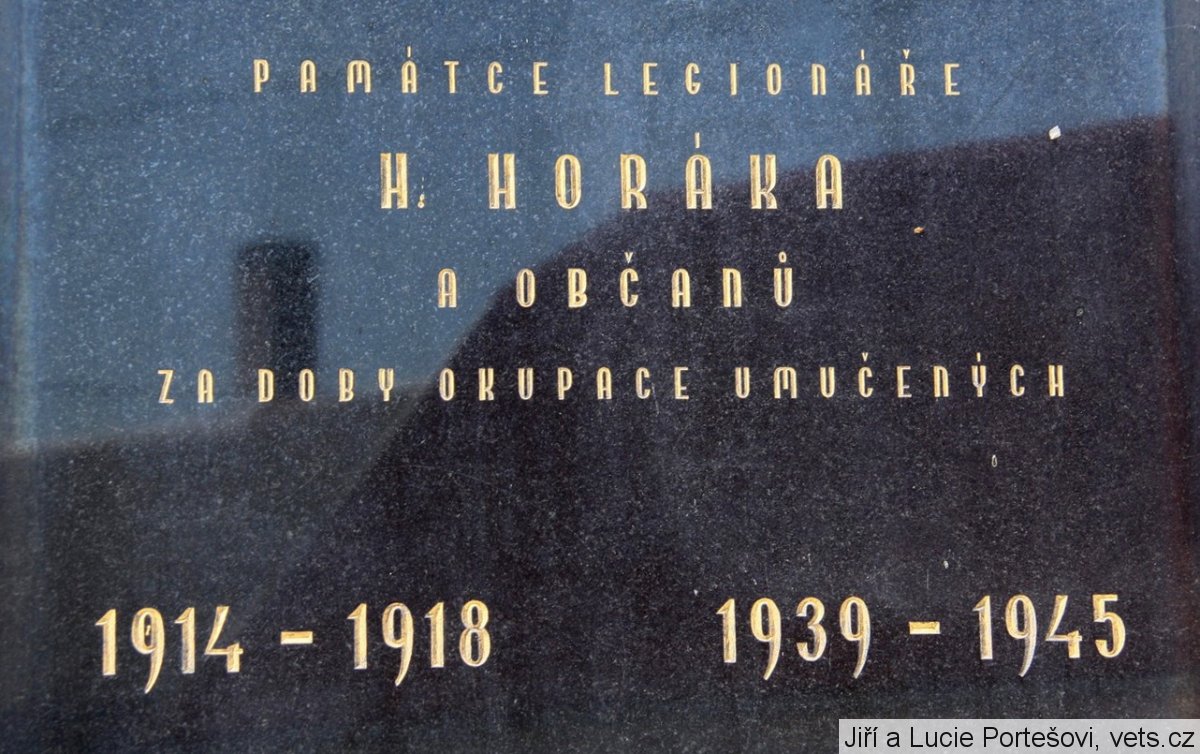 PAMÁTCE LEGIONÁŘE
H. HORÁKA
A OBČANŮ
ZA DOBY OKUPACE UMUČENÝCH
1914 - 1918 1939 - 1945
Jiří a Lucie Portešovi, vets.cz